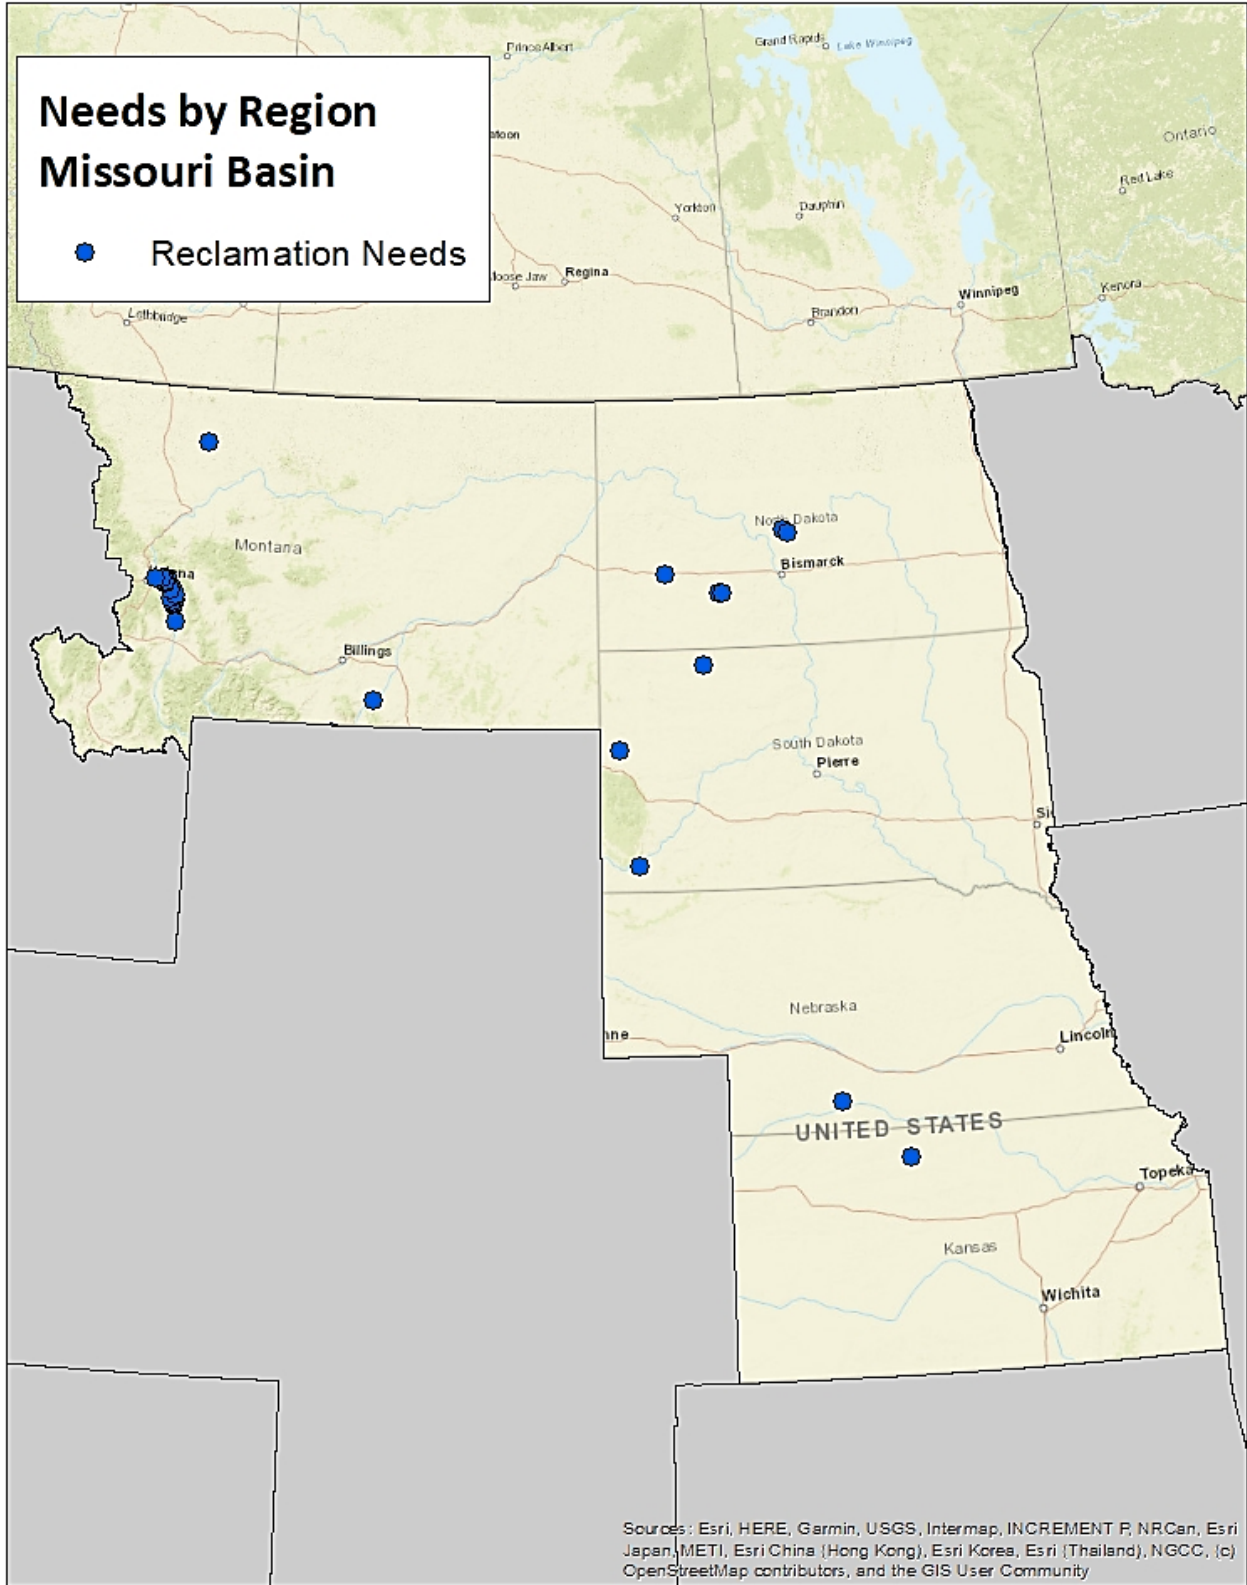 Prince Albert
Grand Rapids
Lake Winnipeg
Needs by Region
Missouri Basin
Reclamation Needs
atoon
Ontario
Red Lake
Yorkton
Dauphin
Moose Jaw
Regina
Winnipeg
Kenora
Brandon
Lethbridge
North Dakota
Montana
Bismarck
Billings
South Dakota
Pierre
Nebraska
Lincoln
UNITED STATES
Topeka
Kansas
Wichita
Sources: Esri, HERE, Garmin, USGS, Intermap, INCREMENT P, NRCan, Esri
Japan, METI, Esri China (Hong Kong), Esri Korea, Esri (Thailand), NGCC, (c)
OpenStreetMap contributors, and the GIS User Community